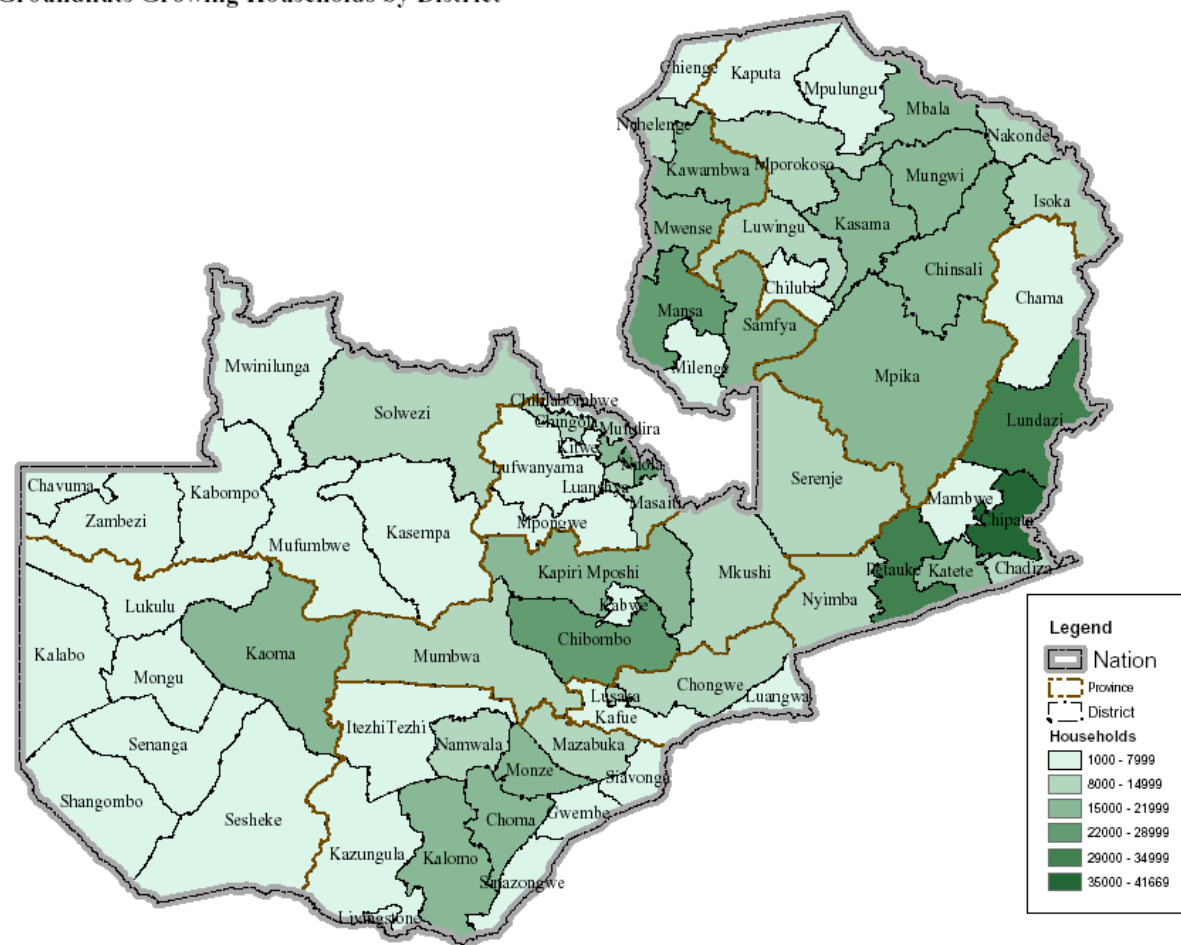 Groundnuts Growing Households by District
Chienge
Kaputa
Mpulungu
Mbala
Nchelenge
Nakonde
Kawambwa
Mporokoso
Mungwi
Isoka
Mwense
Luwingu
Kasama
Chinsali
Chilubi
Chama
Mansa
Samfya
Milenge
Mpika
Mwinilunga
Solwezi
Chililabombwe
Chingola
Mufulira
Kitwe
Lundazi
Lufwanyama
Ndola
Luanshya
Masaiti
Serenje
Chavuma
Kabompo
Mambwe
Zambezi
Mpongwe
Chipata
Kasempa
Mufumbwe
Kapiri Mposhi
Mkushi
Petauke
Katete
Chadiza
Lukulu
Kabwe
Nyimba
Chibombo
Kalabo
Kaoma
Mumbwa
Mongu
Chongwe
Lusaka
Luangwa
Kafue
Itezhi Tezhi
Senanga
Namwala
Mazabuka
Monze
Siavonga
Shangombo
Sesheke
Choma
Gwembe
Kazungula
Kalomo
Sinazongwe
Livingstone
Legend
Nation
Province
District
Households
1000 - 7999
8000 - 14999
15000 - 21999
22000 - 28999
29000 - 34999
35000 - 41669